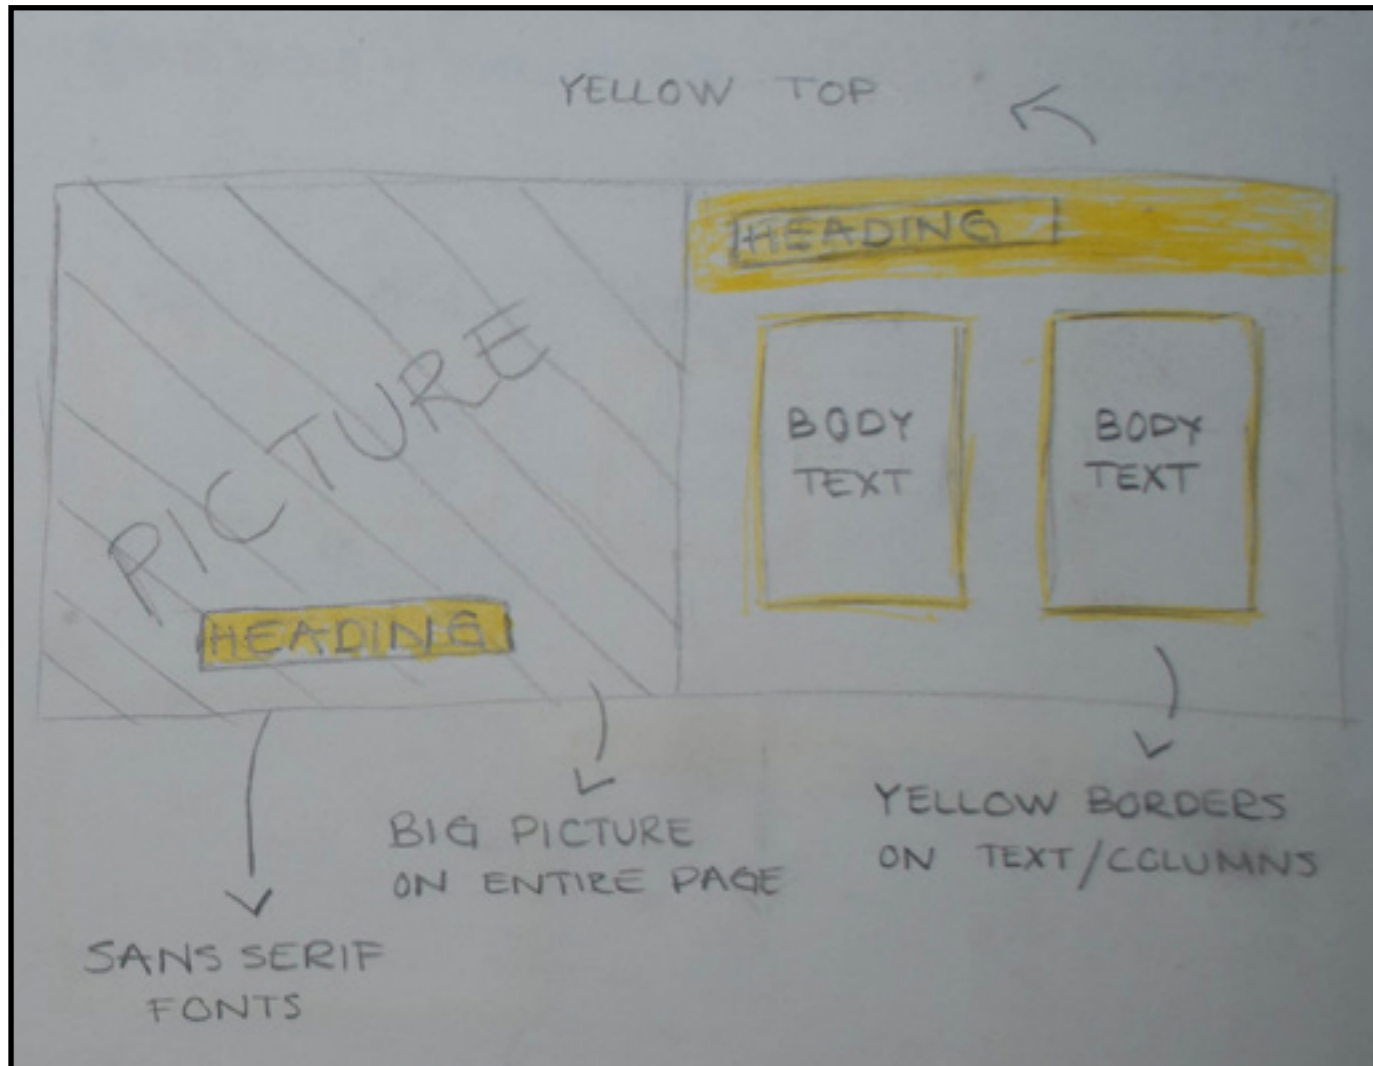 YELLOW TOP
HEADING
PICTURE
BODY
TEXT
BODY
TEXT
HEADING
BIG PICTURE
ON ENTIRE PAGE
YELLOW BORDERS
ON TEXT/COLUMNS
SANS SERIF
FONTS